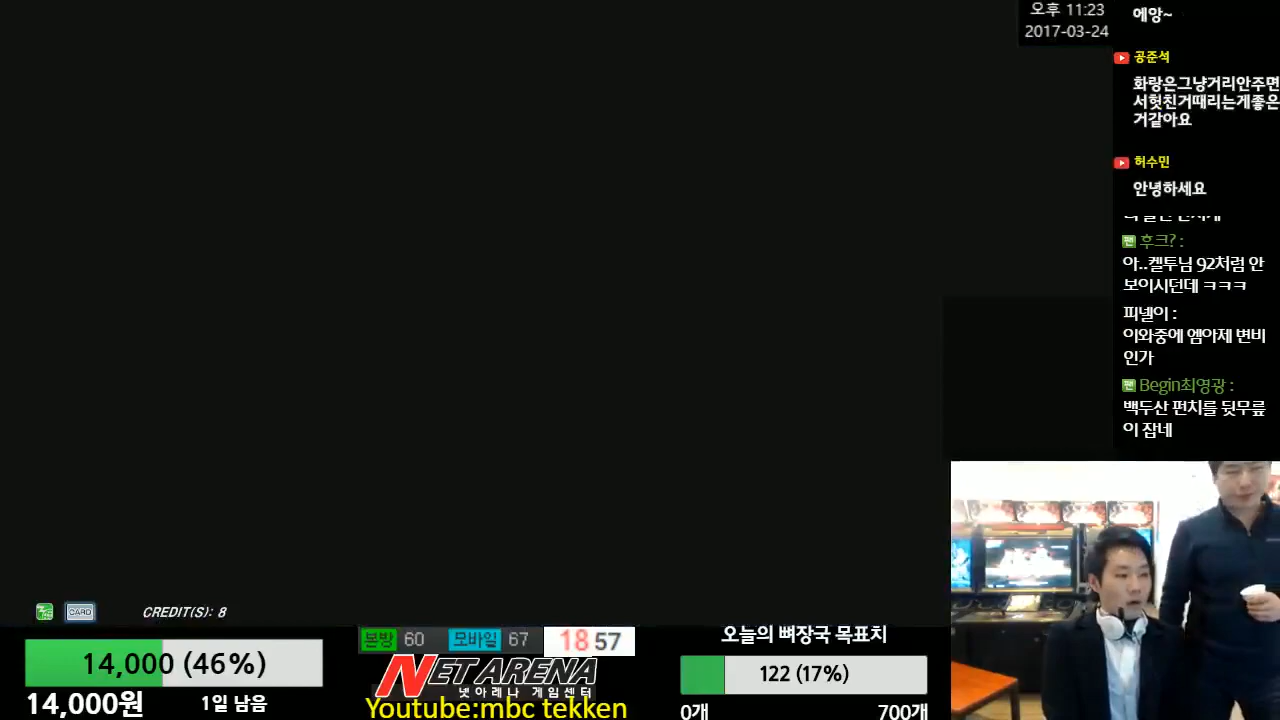 오후 11:23
2017-03-24
에앙~
공준석
화랑은그냥거리안주면
서헛친거때리는게좋은
거같아요
허수민
안녕하세요
팬 후크? :
아..켈투님 92처럼 안
보이시던데 ㅋㅋㅋ
피넬이 :
이와중에 엠아제 변비
인가
팬 Begin최영광 :
백두산 펀치를 뒷무릎
이 잡네
CARD
CREDIT(S): 8
본방 60 모바일 67 18 57
오늘의 뼈장국 목표치
14,000 (46%)
122 (17%)
NET ARENA
넷아레나 게임센터
14,000원 1일 남음
Youtube:mbc tekken
0개 700개